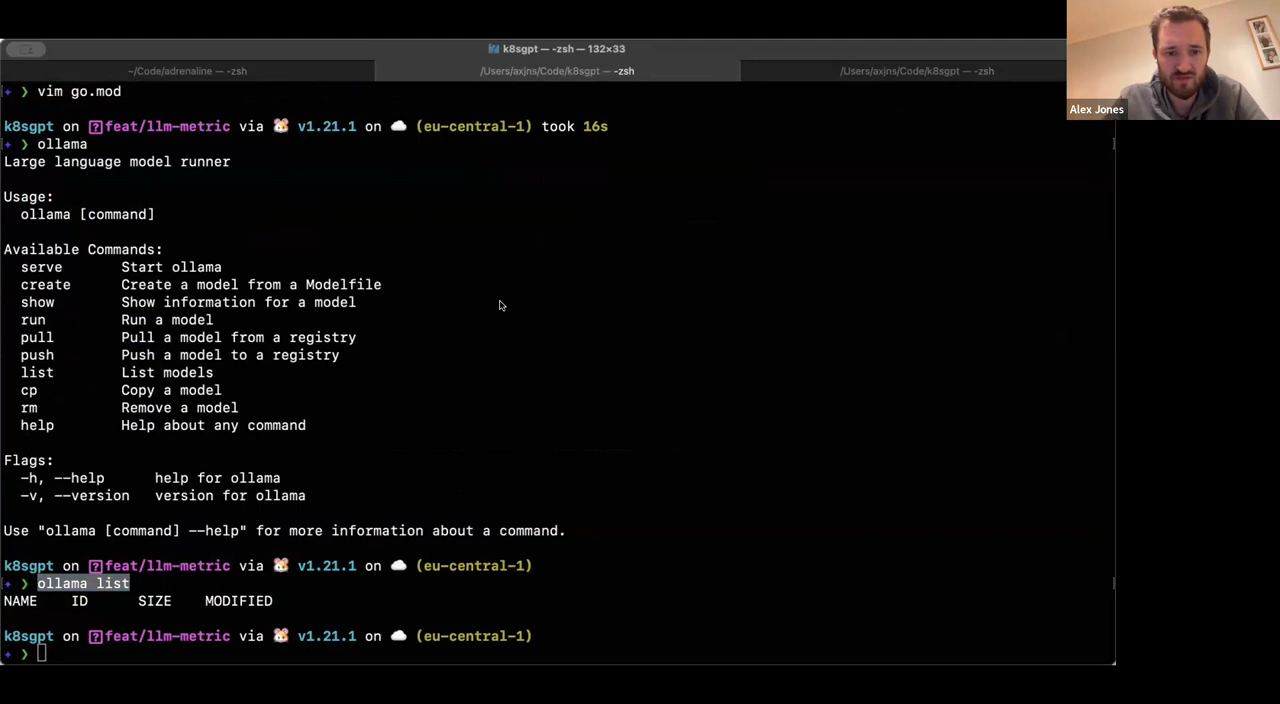 k8sgpt — -zsh — 132×33
~/Code/adrenaline — -zsh
/Users/axjns/Code/k8sgpt — -zsh
/Users/axjns/Code/k8sgpt — -zsh
Alex Jones
✦ ❯ vim go.mod
k8sgpt on feat/llm-metric via 🐹 v1.21.1 on ☁️ (eu-central-1) took 16s
✦ ❯ ollama
Large language model runner
Usage:
ollama [command]
Available Commands:
serve Start ollama
create Create a model from a Modelfile
show Show information for a model
run Run a model
pull Pull a model from a registry
push Push a model to a registry
list List models
cp Copy a model
rm Remove a model
help Help about any command
Flags:
-h, --help help for ollama
-v, --version version for ollama
Use "ollama [command] --help" for more information about a command.
k8sgpt on feat/llm-metric via 🐹 v1.21.1 on ☁️ (eu-central-1)
✦ ❯ ollama list
NAME ID SIZE MODIFIED
k8sgpt on feat/llm-metric via 🐹 v1.21.1 on ☁️ (eu-central-1)
✦ ❯